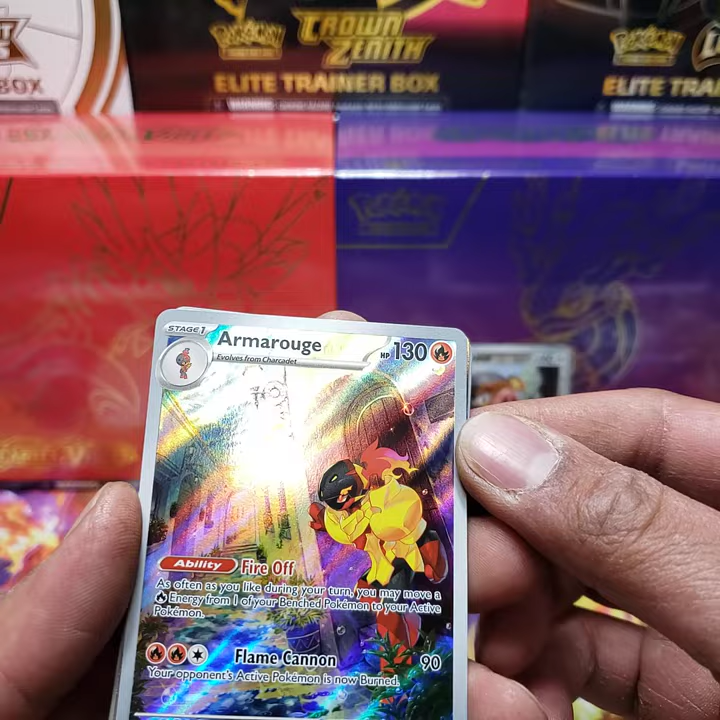 BOX
Pokémon
CROWN
ZENITH
ELITE TRAINER BOX
Pokémon
ELITE TRAI
Pokémon
STAGE 1
Armarouge
HP 130
Evolves from Charcadet
Ability Fire Off
As often as you like during your turn, you may move a
Energy from 1 of your Benched Pokémon to your Active
Pokémon.
Flame Cannon 90
Your opponent's Active Pokémon is now Burned.